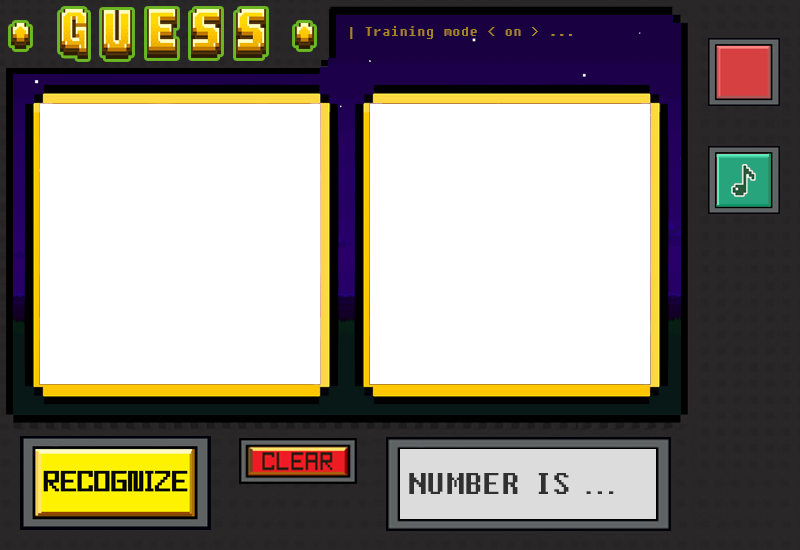 GUESS
| Training mode < on > ...
RECOGNIZE
CLEAR
NUMBER IS ...